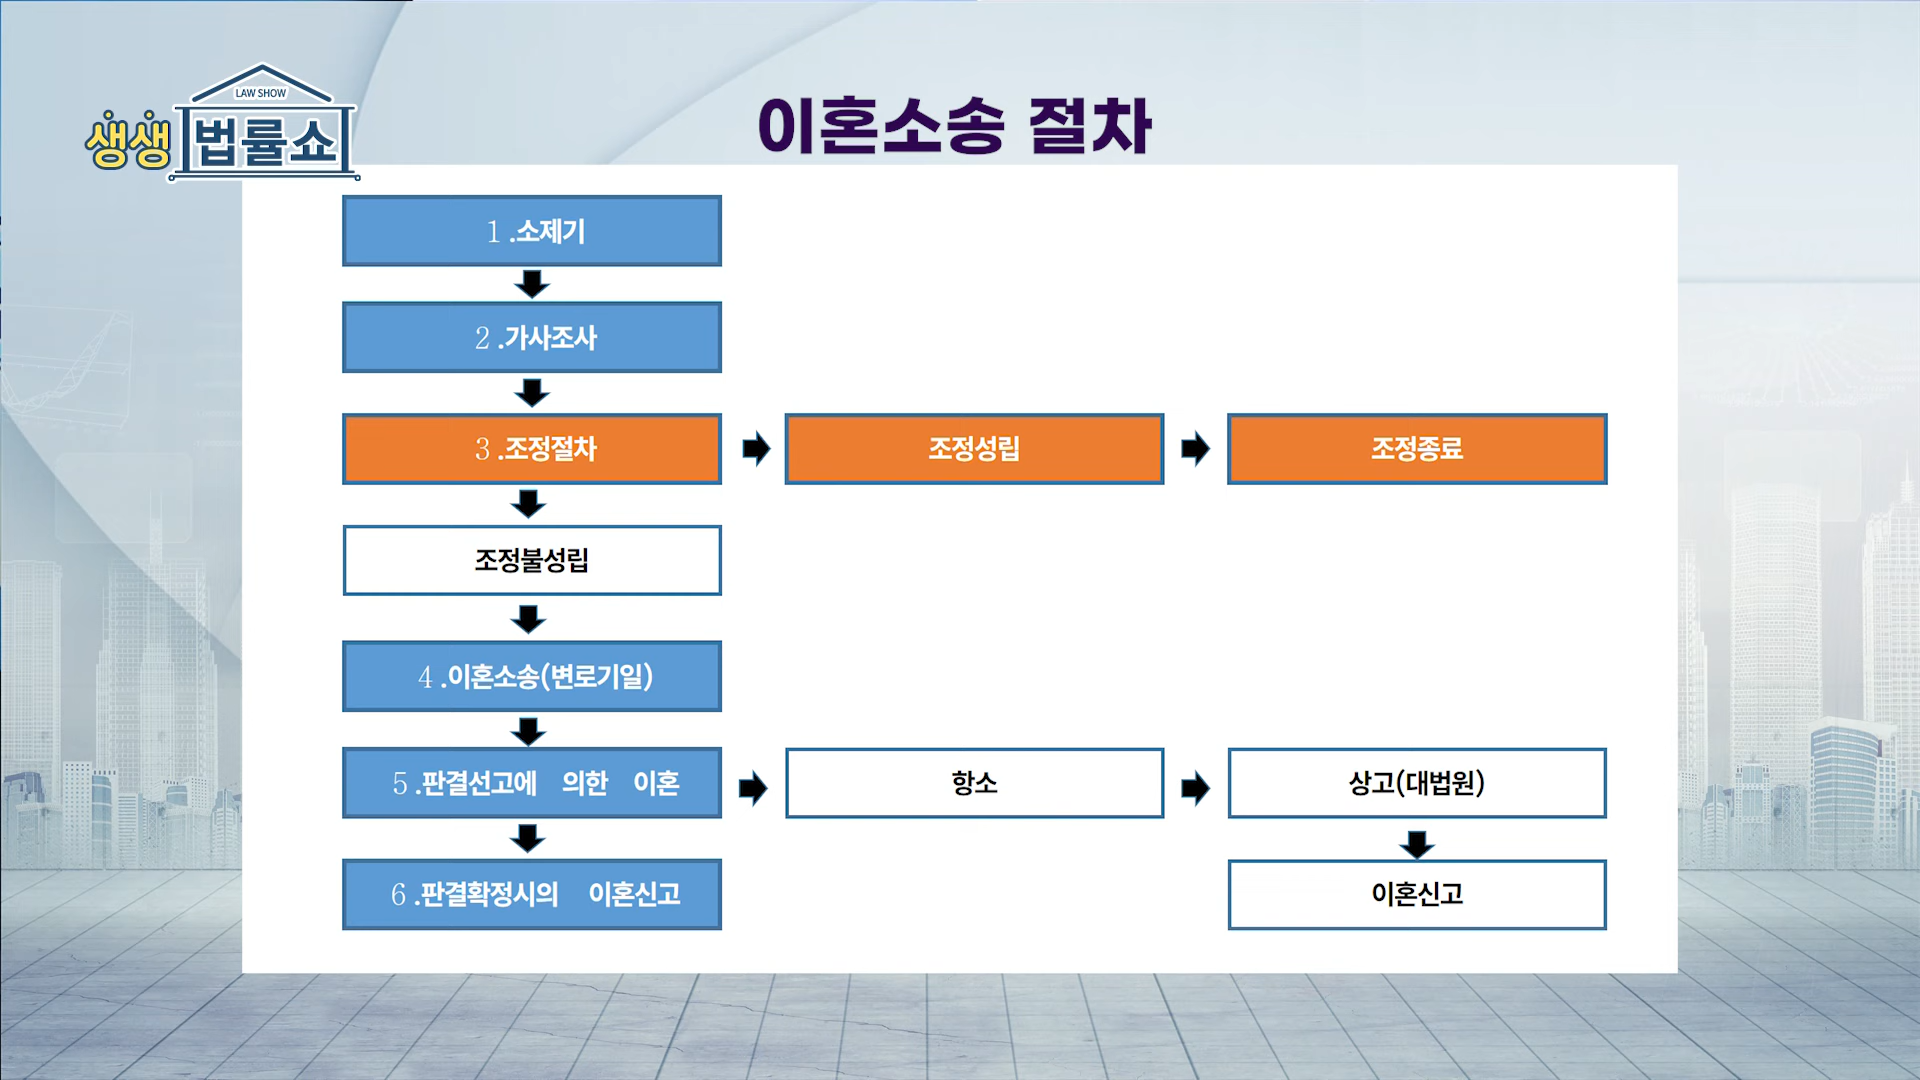 LAW SHOW
생생 법률쇼
이혼소송 절차
1.소제기
2.가사조사
3.조정절차
조정성립
조정종료
조정불성립
4.이혼소송(변로기일)
5.판결선고에 의한 이혼
항소
상고(대법원)
6.판결확정시의 이혼신고
이혼신고